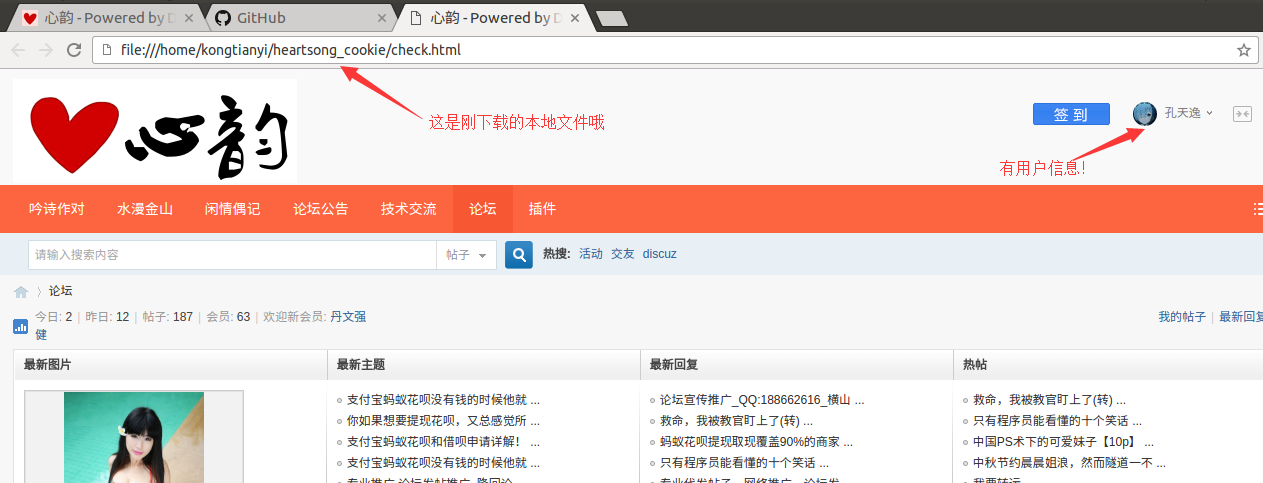 心韵 - Powered by D
GitHub
心韵 - Powered by D
file:///home/kongtianyi/heartsong_cookie/check.html
心韵
这是刚下载的本地文件哦
签到
孔天逸
有用户信息!
吟诗作对 水漫金山 闲情偶记 论坛公告 技术交流 论坛 插件
请输入搜索内容 帖子 热搜: 活动 交友 discuz
论坛
今日: 2 | 昨日: 12 | 帖子: 187 | 会员: 63 | 欢迎新会员: 丹文强
健
我的帖子 | 最新回复
最新图片 最新主题 最新回复 热帖
支付宝蚂蚁花呗没有钱的时候他就 ... 论坛宣传推广_QQ:188662616_横山 ... 救命，我被教官盯上了(转) ...
你如果想要提现花呗，又总感觉所 ... 救命，我被教官盯上了(转) ... 只有程序员能看懂的十个笑话 ...
支付宝蚂蚁花呗和借呗申请详解！ ... 蚂蚁花呗提现取现覆盖90%的商家 ... 中国PS术下的可爱妹子【10p】 ...
支付宝蚂蚁花呗没有钱的时候他就 ... 只有程序员能看懂的十个笑话 ... 中秋节约晨晨姐浪，然而隧道一不 ...